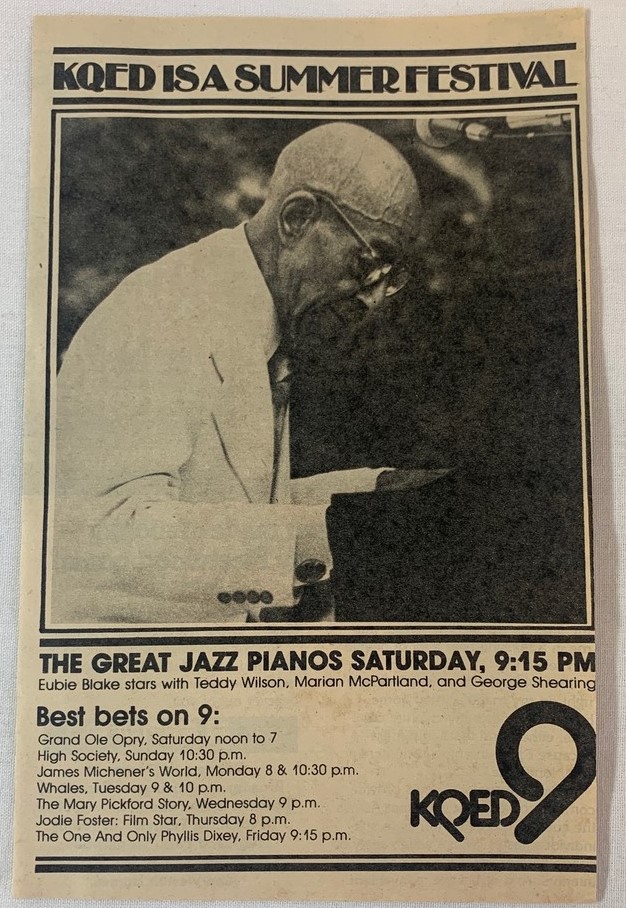 KQED IS A SUMMER FESTIVAL
THE GREAT JAZZ PIANOS SATURDAY, 9:15 PM
Eubie Blake stars with Teddy Wilson, Marian McPartland, and George Shearing
Best bets on 9:
Grand Ole Opry, Saturday noon to 7
High Society, Sunday 10:30 p.m.
James Michener's World, Monday 8 & 10:30 p.m.
Whales, Tuesday 9 & 10 p.m.
The Mary Pickford Story, Wednesday 9 p.m.
Jodie Foster: Film Star, Thursday 8 p.m.
The One And Only Phyllis Dixey, Friday 9:15 p.m.
KQED 9